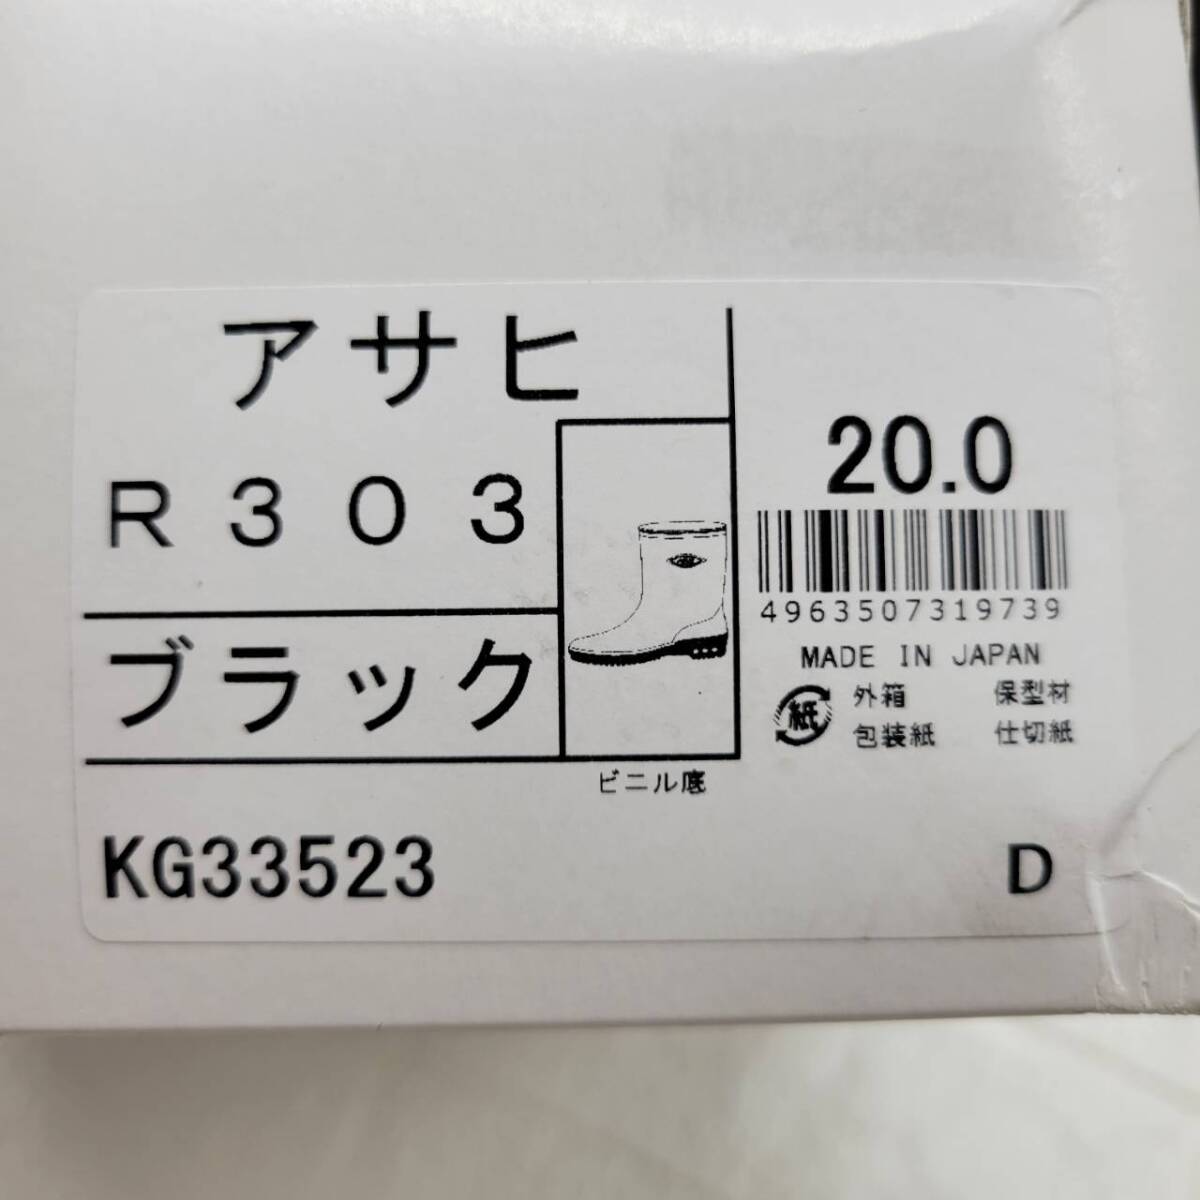 アサヒ
R303
ブラック
ビニル底
KG33523
20.0
4963507319739
MADE IN JAPAN
紙 外箱 保型材
包装紙 仕切紙
D